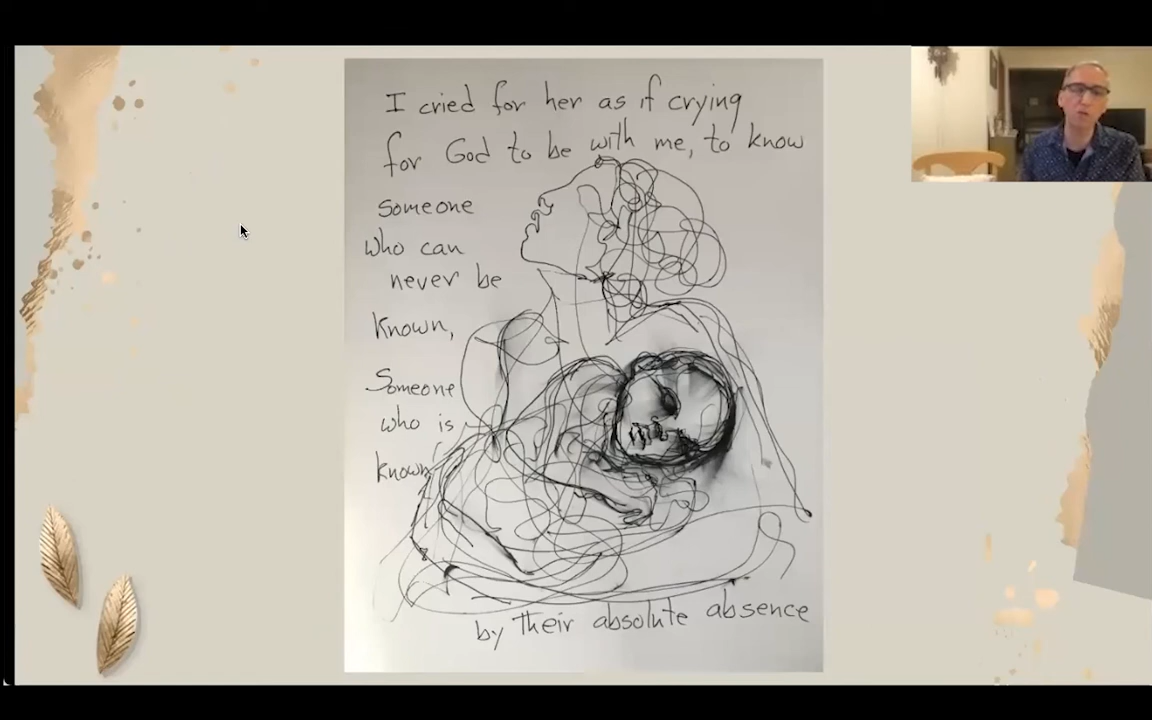 I cried for her as if crying
for God to be with me, to know
someone
who can
never be
known,
Someone
who is
known
by their absolute absence